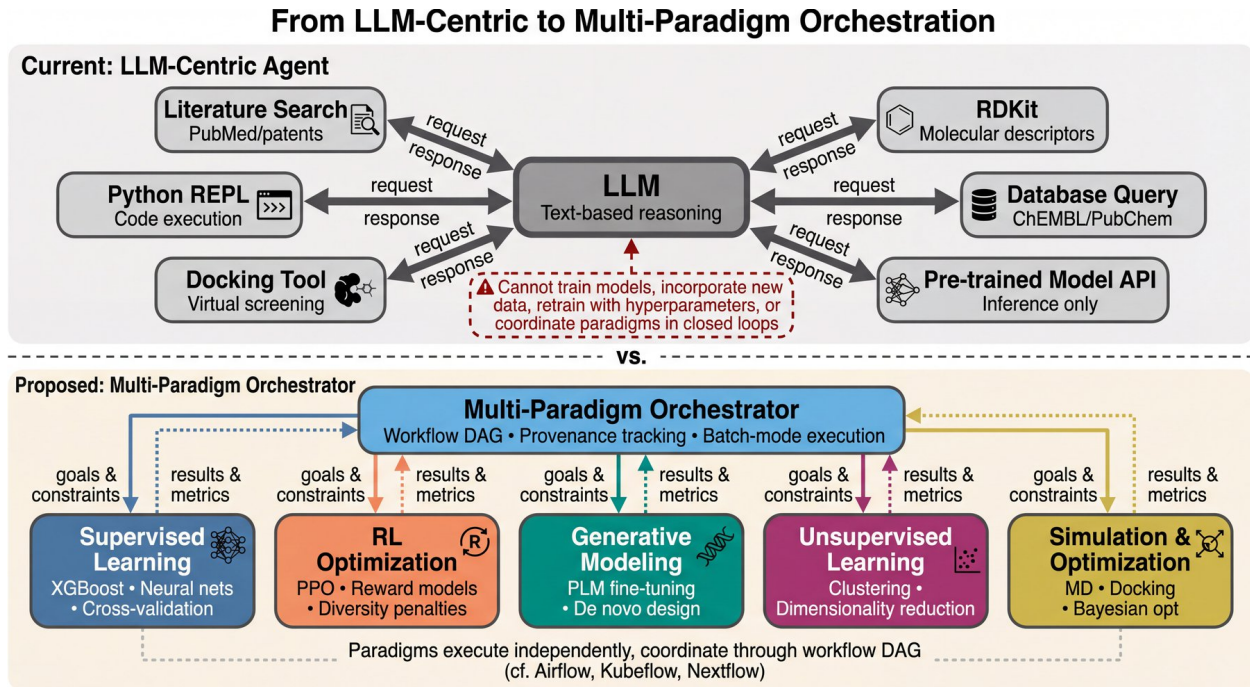 From LLM-Centric to Multi-Paradigm Orchestration
Current: LLM-Centric Agent
Literature Search
PubMed/patents
request
response
Python REPL
Code execution
>>>
request
response
Docking Tool
Virtual screening
request
response
LLM
Text-based reasoning
RDKit
Molecular descriptors
request
response
Database Query
ChEMBL/PubChem
request
response
Pre-trained Model API
Inference only
request
response
Cannot train models, incorporate new
data, retrain with hyperparameters, or
coordinate paradigms in closed loops
vs.
Proposed: Multi-Paradigm Orchestrator
Multi-Paradigm Orchestrator
Workflow DAG • Provenance tracking • Batch-mode execution
goals &
constraints
results &
metrics
goals &
constraints
results &
metrics
goals &
constraints
results &
metrics
goals &
constraints
results &
metrics
goals &
constraints
results &
metrics
Supervised
Learning
XGBoost • Neural nets
• Cross-validation
RL
Optimization
R
PPO • Reward models
• Diversity penalties
Generative
Modeling
PLM fine-tuning
• De novo design
Unsupervised
Learning
Clustering •
Dimensionality reduction
Simulation &
Optimization
MD • Docking
• Bayesian opt
Paradigms execute independently, coordinate through workflow DAG
(cf. Airflow, Kubeflow, Nextflow)